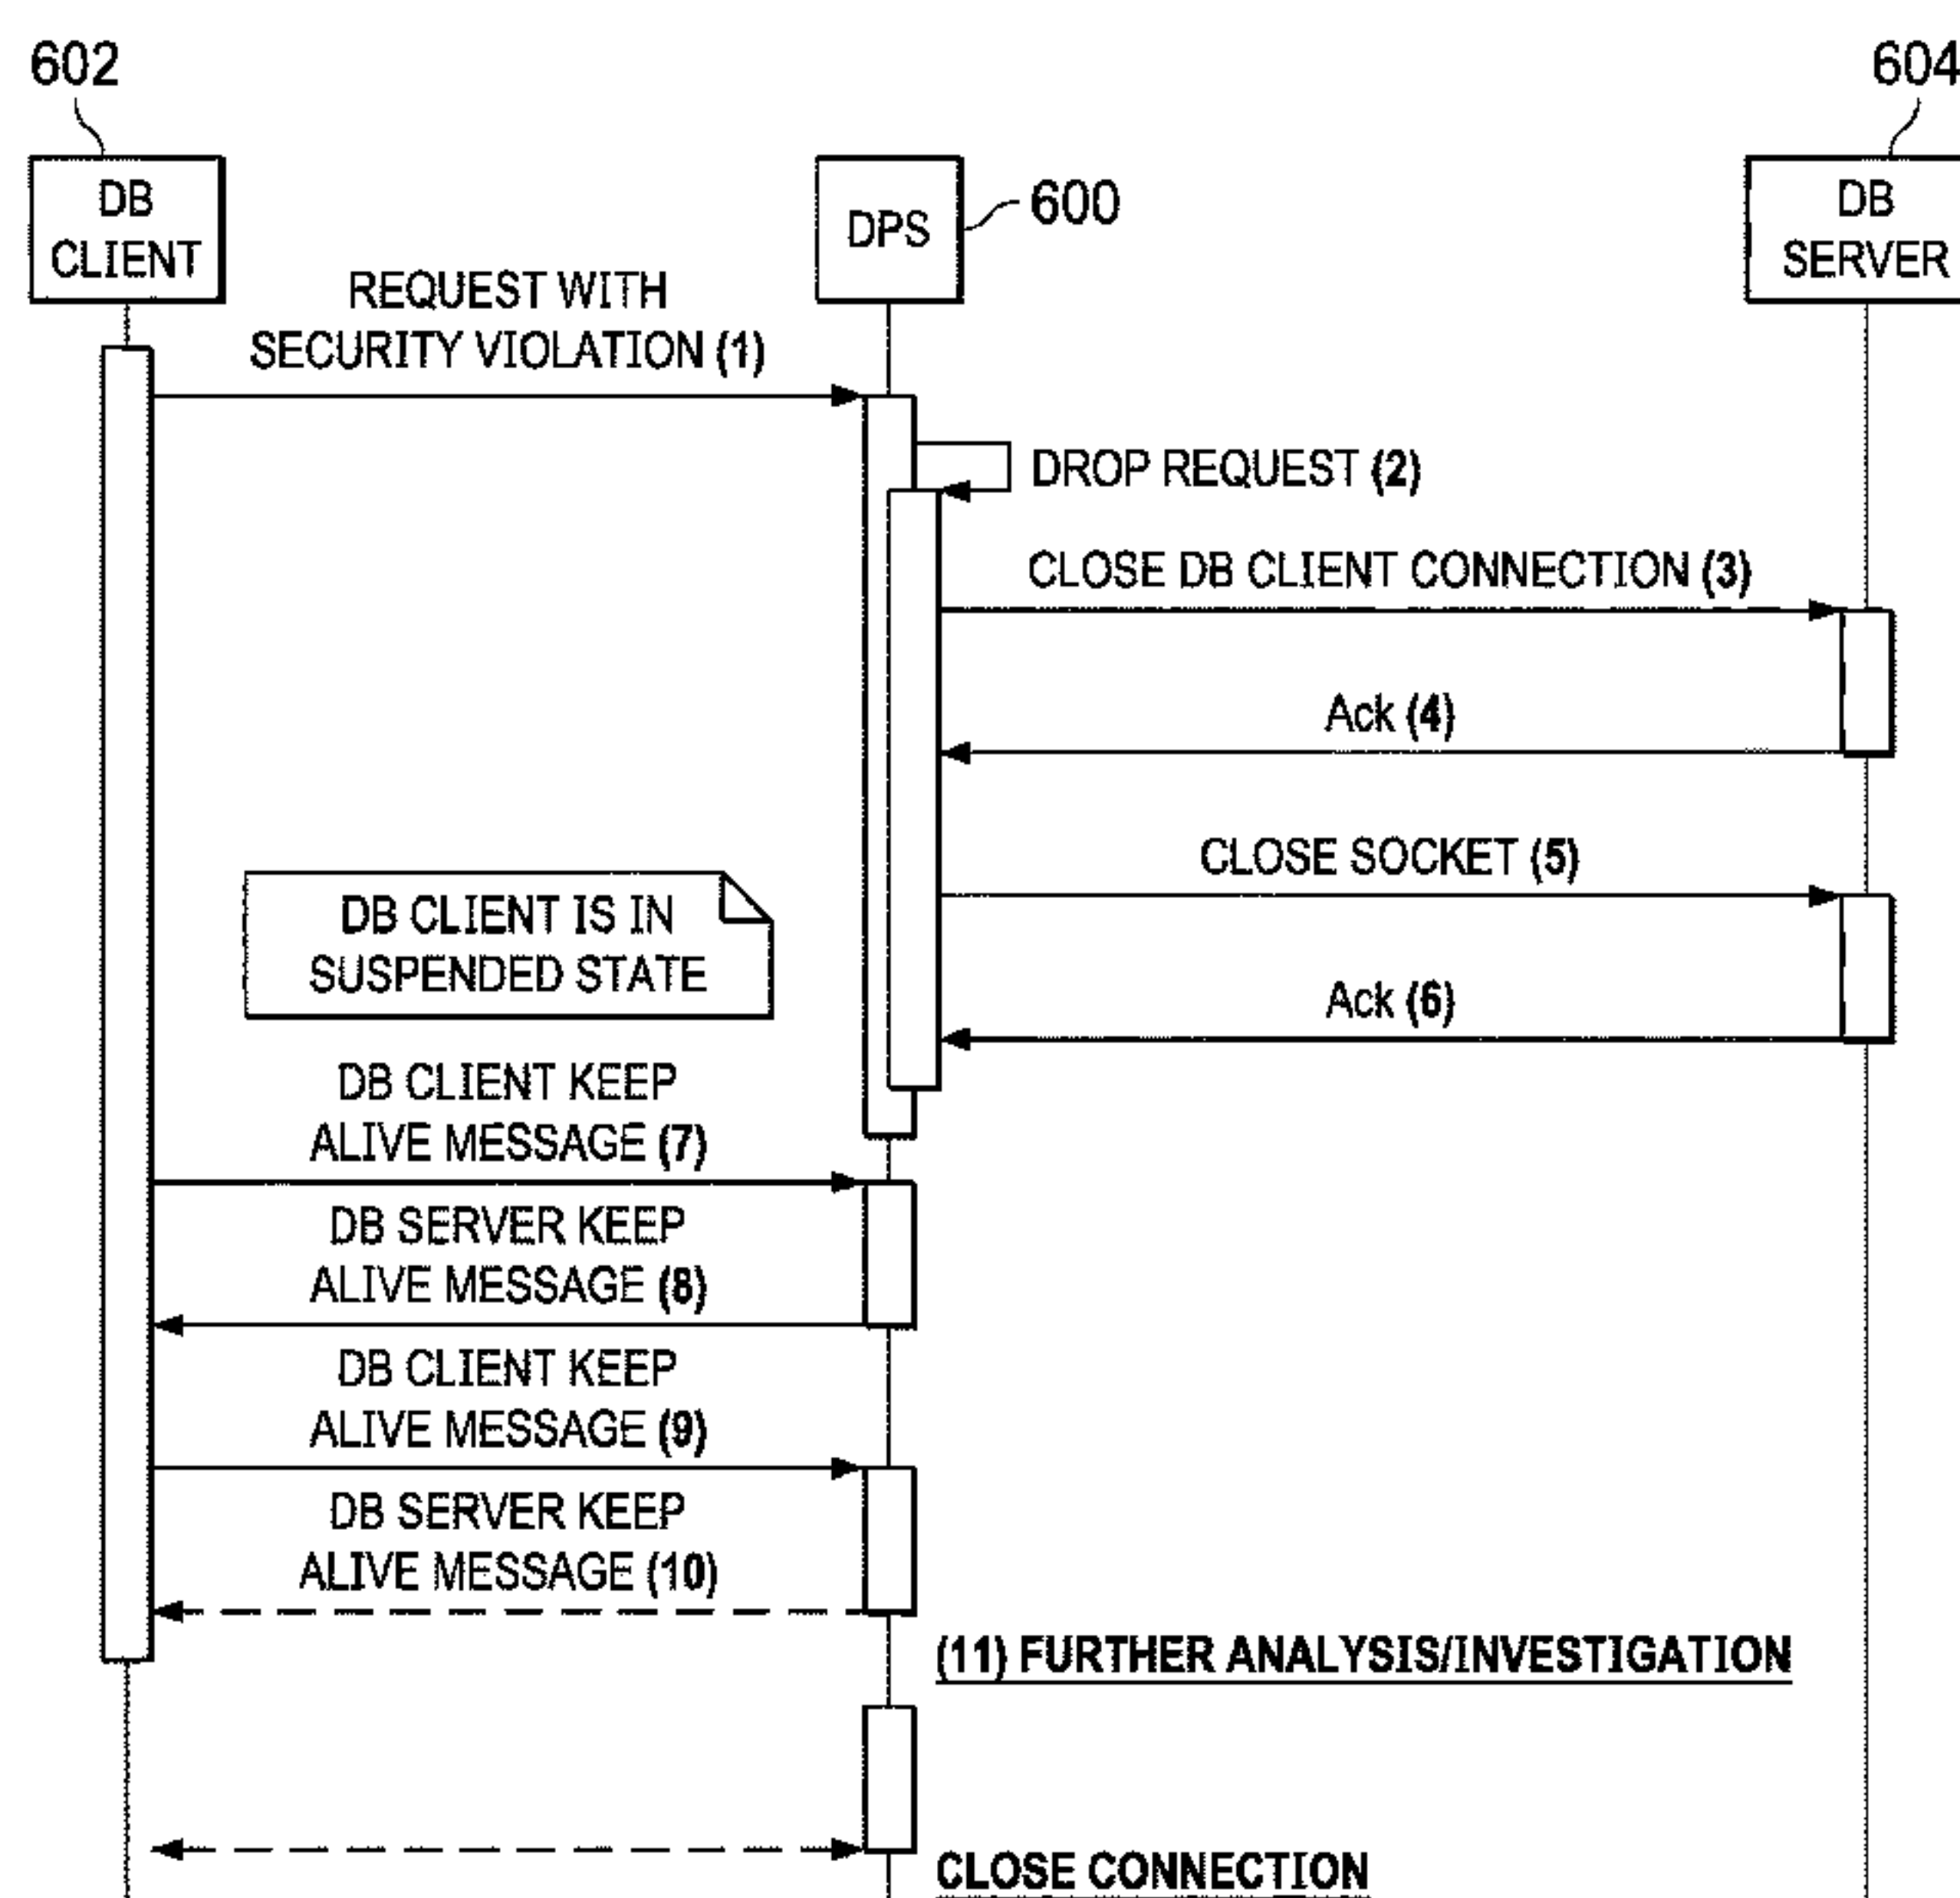 602
604
DB
CLIENT
DPS
600
DB
SERVER
REQUEST WITH
SECURITY VIOLATION (1)
DROP REQUEST (2)
CLOSE DB CLIENT CONNECTION (3)
Ack (4)
CLOSE SOCKET (5)
DB CLIENT IS IN
SUSPENDED STATE
Ack (6)
DB CLIENT KEEP
ALIVE MESSAGE (7)
DB SERVER KEEP
ALIVE MESSAGE (8)
DB CLIENT KEEP
ALIVE MESSAGE (9)
DB SERVER KEEP
ALIVE MESSAGE (10)
(11) FURTHER ANALYSIS/INVESTIGATION
CLOSE CONNECTION